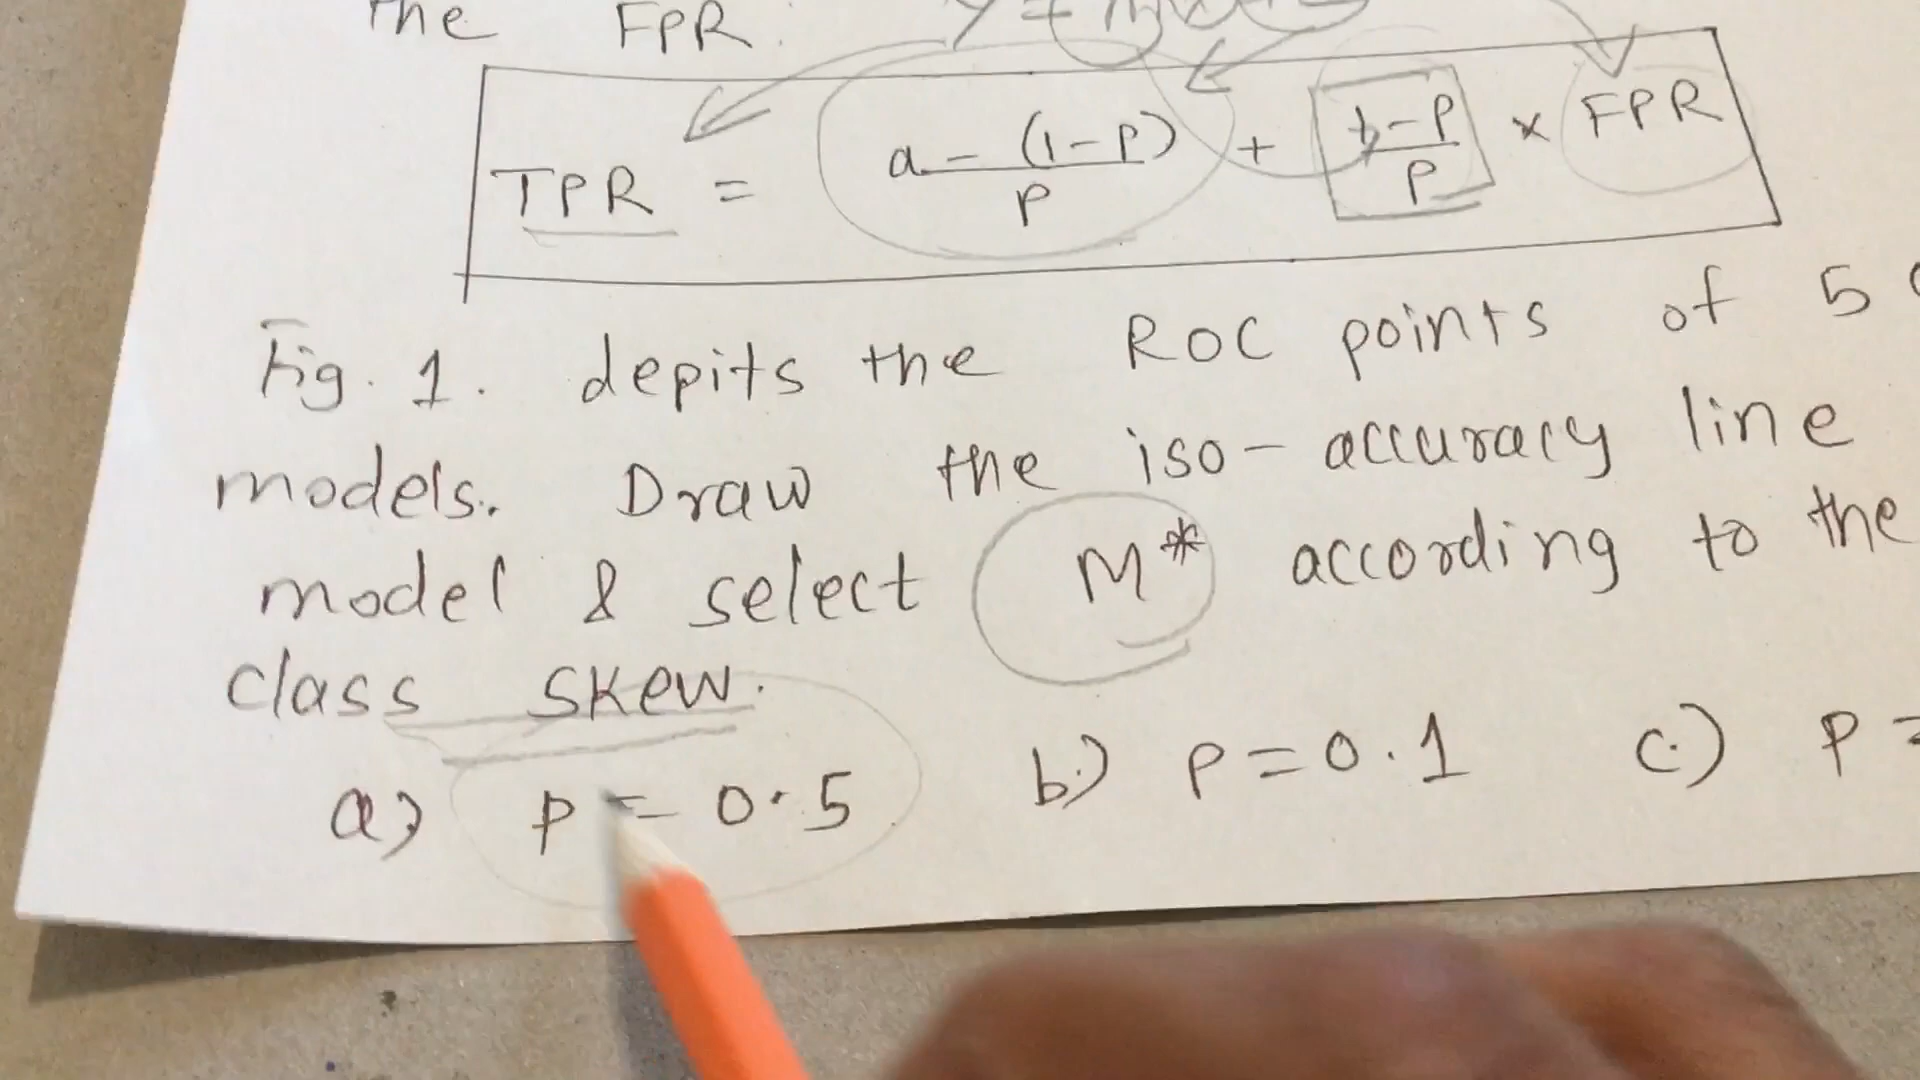 the FPR. y = mx +
TPR = a - (1-P) / P + 1-P / P × FPR
Fig. 1. depits the ROC points of 5
models. Draw the iso-accuracy line
model & select M* according to the
class skew.
a) P = 0.5 b.) P = 0.1 c.) P =